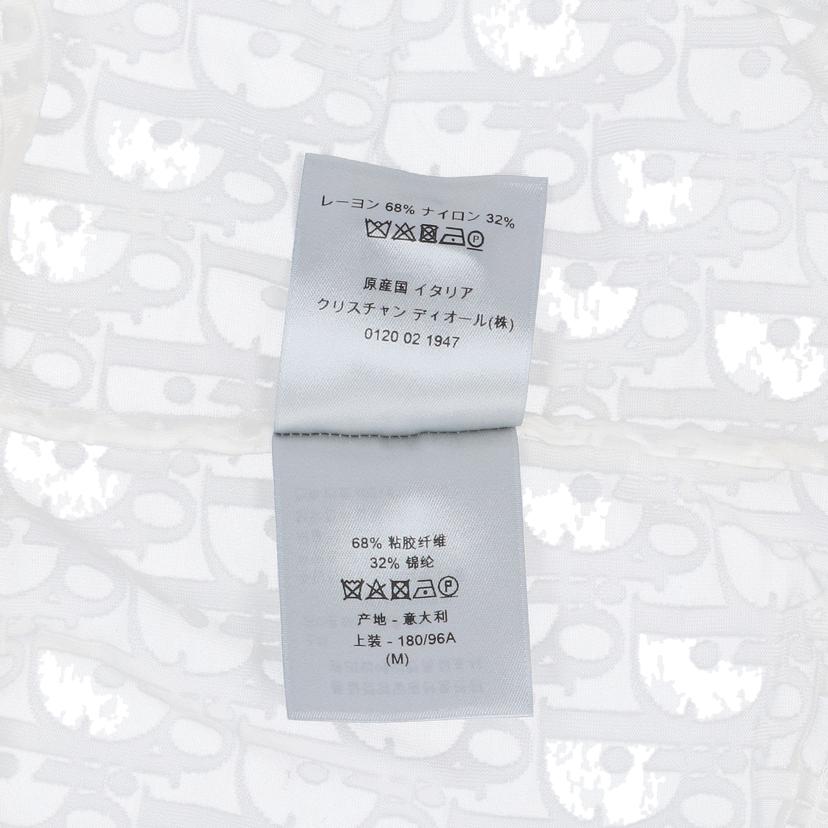 レーヨン 68% ナイロン 32%
P
原産国 イタリア
クリスチャン ディオール(株)
0120 02 1947
68% 粘胶纤维
32% 锦纶
P
产地 - 意大利
上装 - 180/96A
(M)